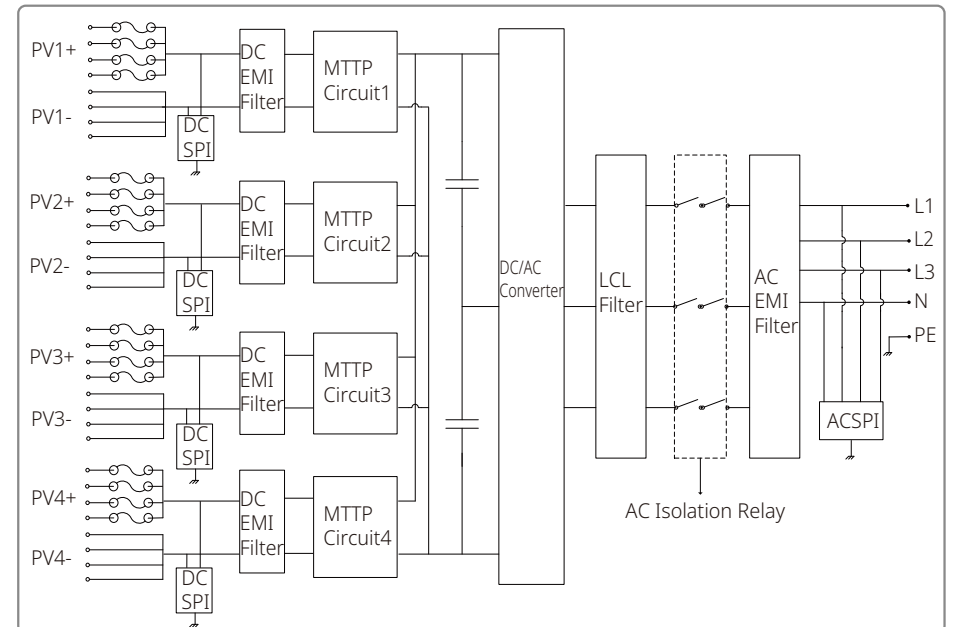 PV1+
PV1-
DC
SPI
DC
EMI
Filter
MTTP
Circuit1
PV2+
PV2-
DC
SPI
DC
EMI
Filter
MTTP
Circuit2
PV3+
PV3-
DC
SPI
DC
EMI
Filter
MTTP
Circuit3
PV4+
PV4-
DC
SPI
DC
EMI
Filter
MTTP
Circuit4
DC/AC
Converter
LCL
Filter
AC Isolation Relay
AC
EMI
Filter
L1
L2
L3
N
PE
ACSPI